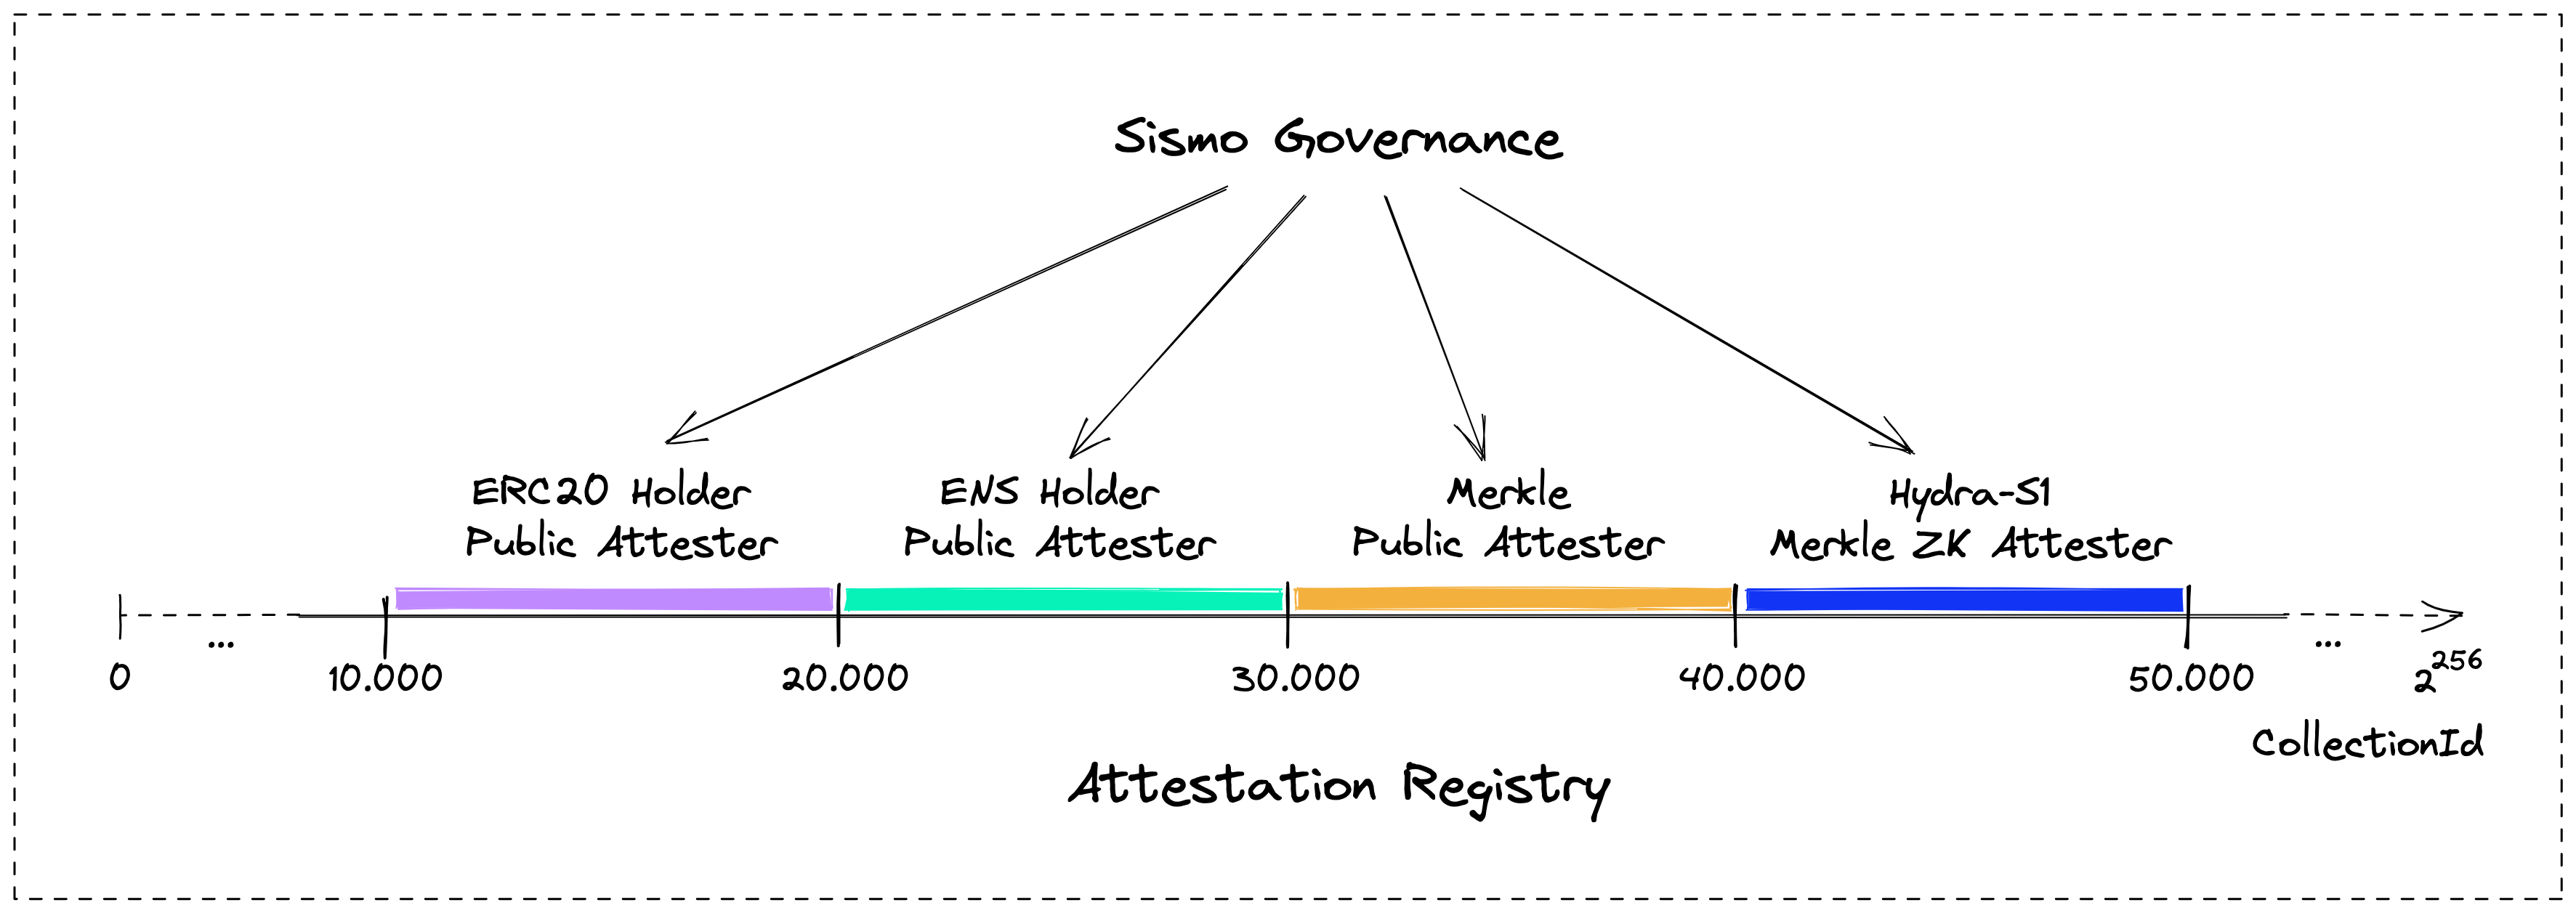 Sismo Governance
ERC20 Holder
Public Attester
ENS Holder
Public Attester
Merkle
Public Attester
Hydra-S1
Merkle ZK Attester
0
...
10.000
20.000
30.000
40.000
50.000
...
2^256
CollectionId
Attestation Registry